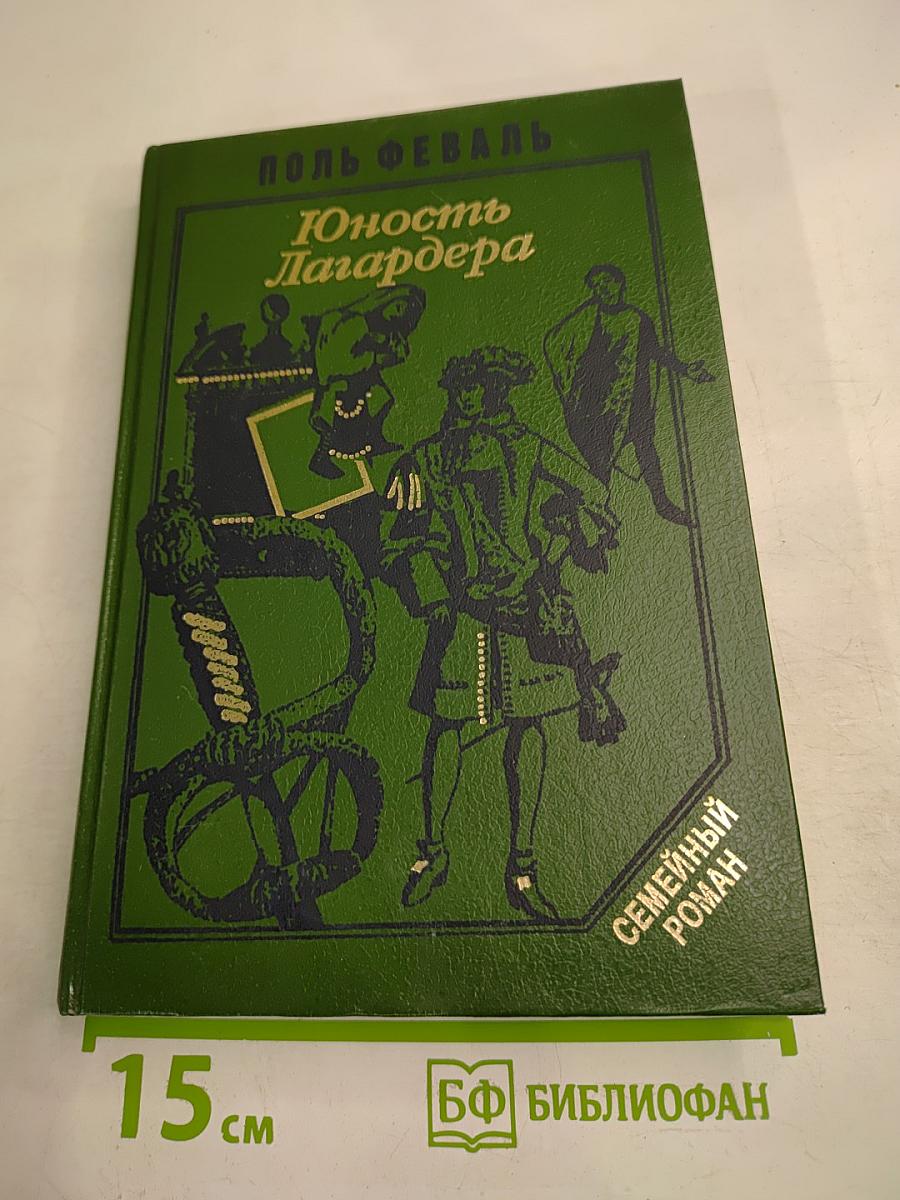 ПОЛЬ ФЕВАЛЬ
Юность
Лагардера
СЕМЕЙНЫЙ
РОМАН
15 см
БФ БИБЛИОФАН